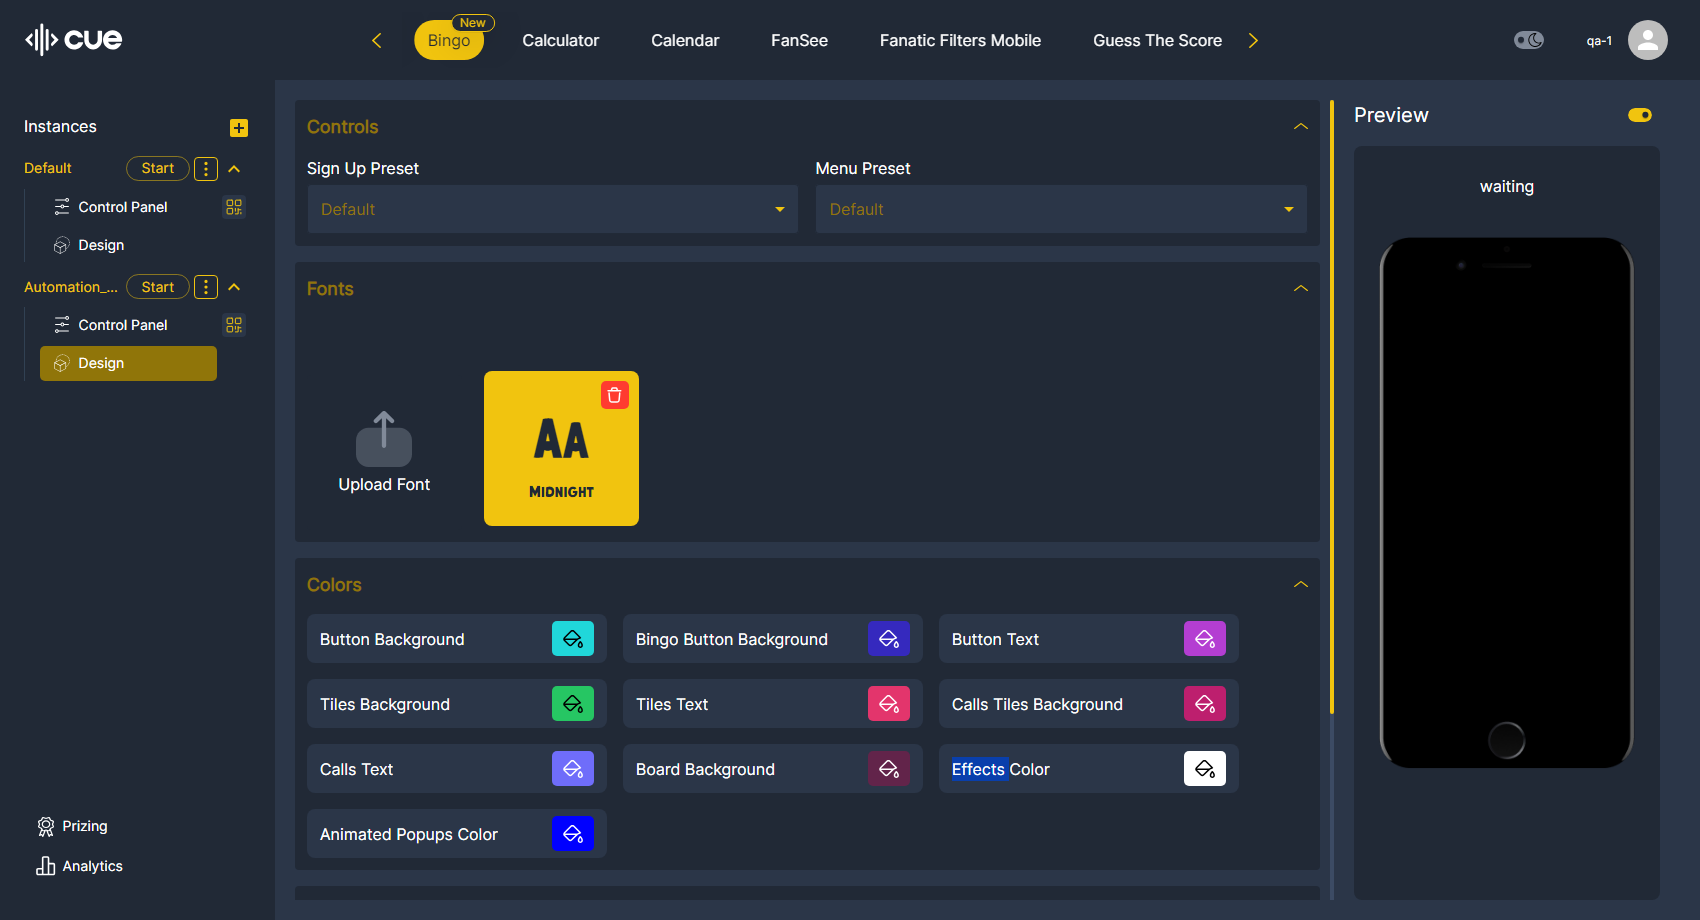 cue
Bingo
New
Calculator
Calendar
FanSee
Fanatic Filters Mobile
Guess The Score
qa-1
Instances
Default
Start
Control Panel
Design
Automation_...
Start
Control Panel
Design
Prizing
Analytics
Controls
Sign Up Preset
Menu Preset
Default
Default
Fonts
Upload Font
AA
MIDNIGHT
Colors
Button Background
Bingo Button Background
Button Text
Tiles Background
Tiles Text
Calls Tiles Background
Calls Text
Board Background
Effects Color
Animated Popups Color
Preview
waiting